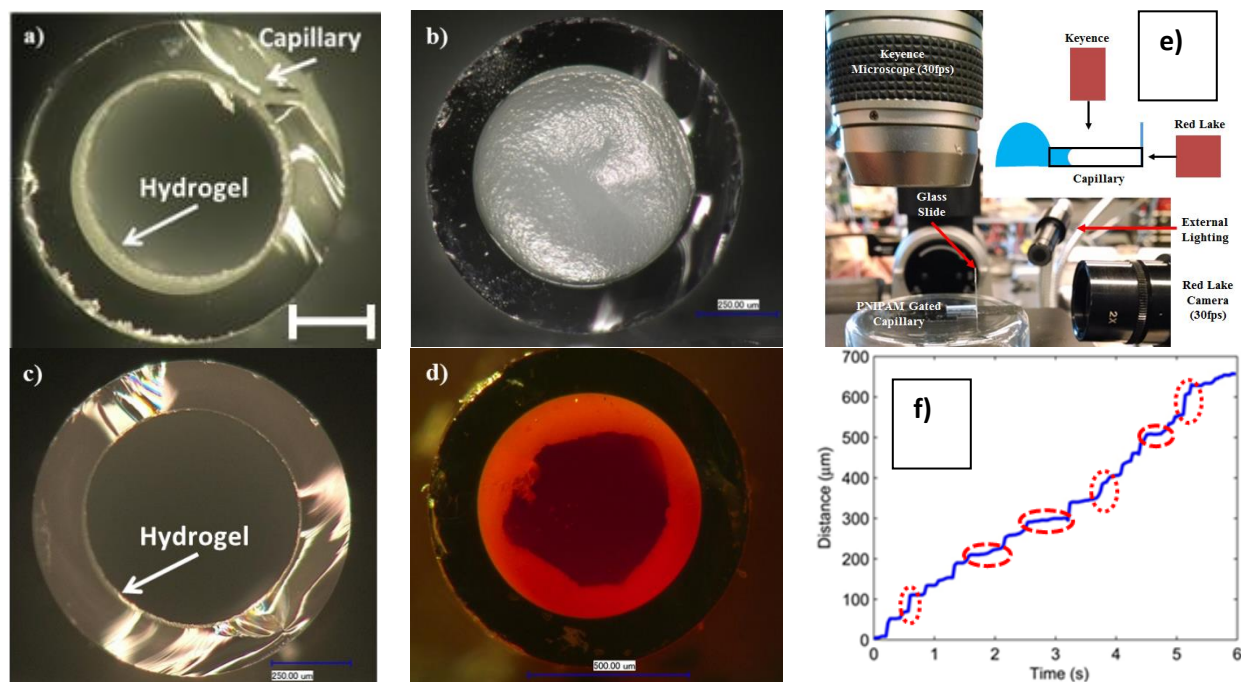 a)
Capillary
Hydrogel
b)
250.00 um
Keyence
Microscope (30fps)
Keyence
e)
Red Lake
Capillary
Glass
Slide
External
Lighting
PNIPAM Gated
Capillary
Red Lake
Camera
(30fps)
2X
c)
Hydrogel
250.00 um
d)
500.00 um
f)
700
600
500
400
300
200
100
0
Distance (μm)
0 1 2 3 4 5 6
Time (s)